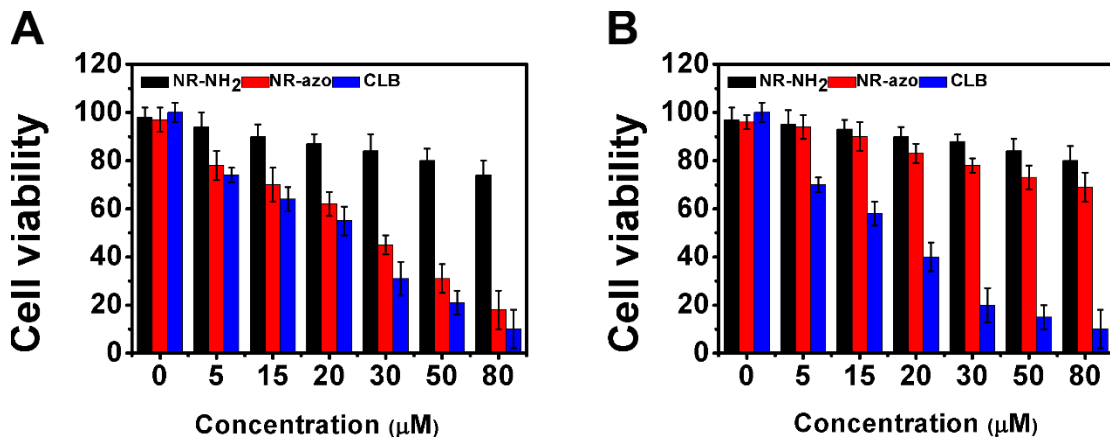 A
120
100
80
60
40
20
0
Cell viability
NR-NH2 NR-azo CLB
0 5 15 20 30 50 80
Concentration (μM)
B
120
100
80
60
40
20
0
Cell viability
NR-NH2 NR-azo CLB
0 5 15 20 30 50 80
Concentration (μM)